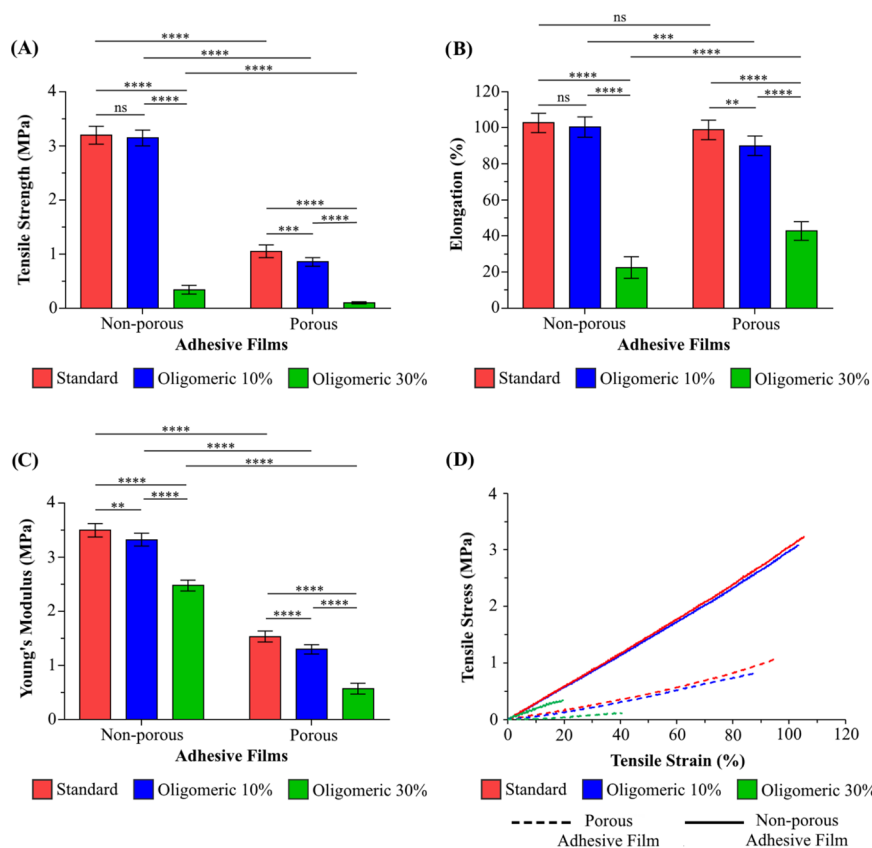 (A)
****
****
****
****
ns
****
****
***
****
Tensile Strength (MPa)
4
3
2
1
0
Non-porous
Porous
Adhesive Films
Standard
Oligomeric 10%
Oligomeric 30%
(B)
ns
***
****
****
ns
****
****
**
****
Elongation (%)
120
100
80
60
40
20
0
Non-porous
Porous
Adhesive Films
Standard
Oligomeric 10%
Oligomeric 30%
(C)
****
****
****
****
**
****
****
****
****
Young's Modulus (MPa)
4
3
2
1
0
Non-porous
Porous
Adhesive Films
Standard
Oligomeric 10%
Oligomeric 30%
(D)
Tensile Stress (MPa)
4
3
2
1
0
0
20
40
60
80
100
120
Tensile Strain (%)
Standard
Oligomeric 10%
Oligomeric 30%
Porous
Adhesive Film
Non-porous
Adhesive Film